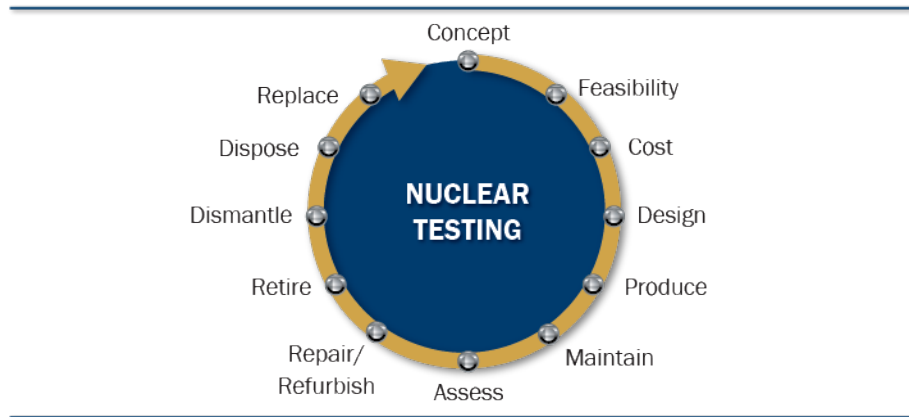 Concept
Feasibility
Cost
Design
Produce
Maintain
Assess
Repair/
Refurbish
Retire
Dismantle
Dispose
Replace
NUCLEAR
TESTING